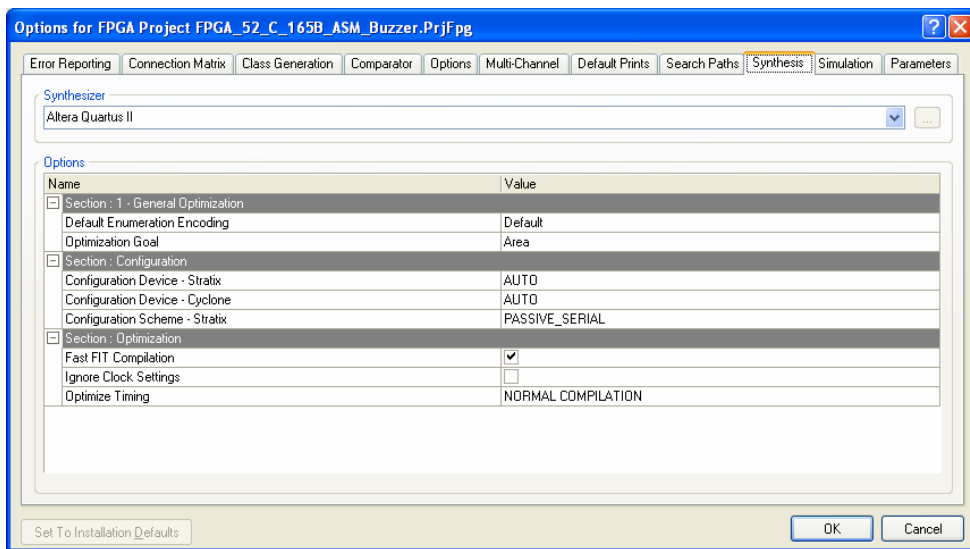 Options for FPGA Project FPGA_52_C_165B_ASM_Buzzer.PrjFpg
Error Reporting Connection Matrix Class Generation Comparator Options Multi-Channel Default Prints Search Paths Synthesis Simulation Parameters
Synthesizer
Altera Quartus II
...
Options
Name Value
Section : 1 - General Optimization
Default Enumeration Encoding Default
Optimization Goal Area
Section : Configuration
Configuration Device - Stratix AUTO
Configuration Device - Cyclone AUTO
Configuration Scheme - Stratix PASSIVE_SERIAL
Section : Optimization
Fast FIT Compilation
Ignore Clock Settings
Optimize Timing NORMAL COMPILATION
Set To Installation Defaults OK Cancel